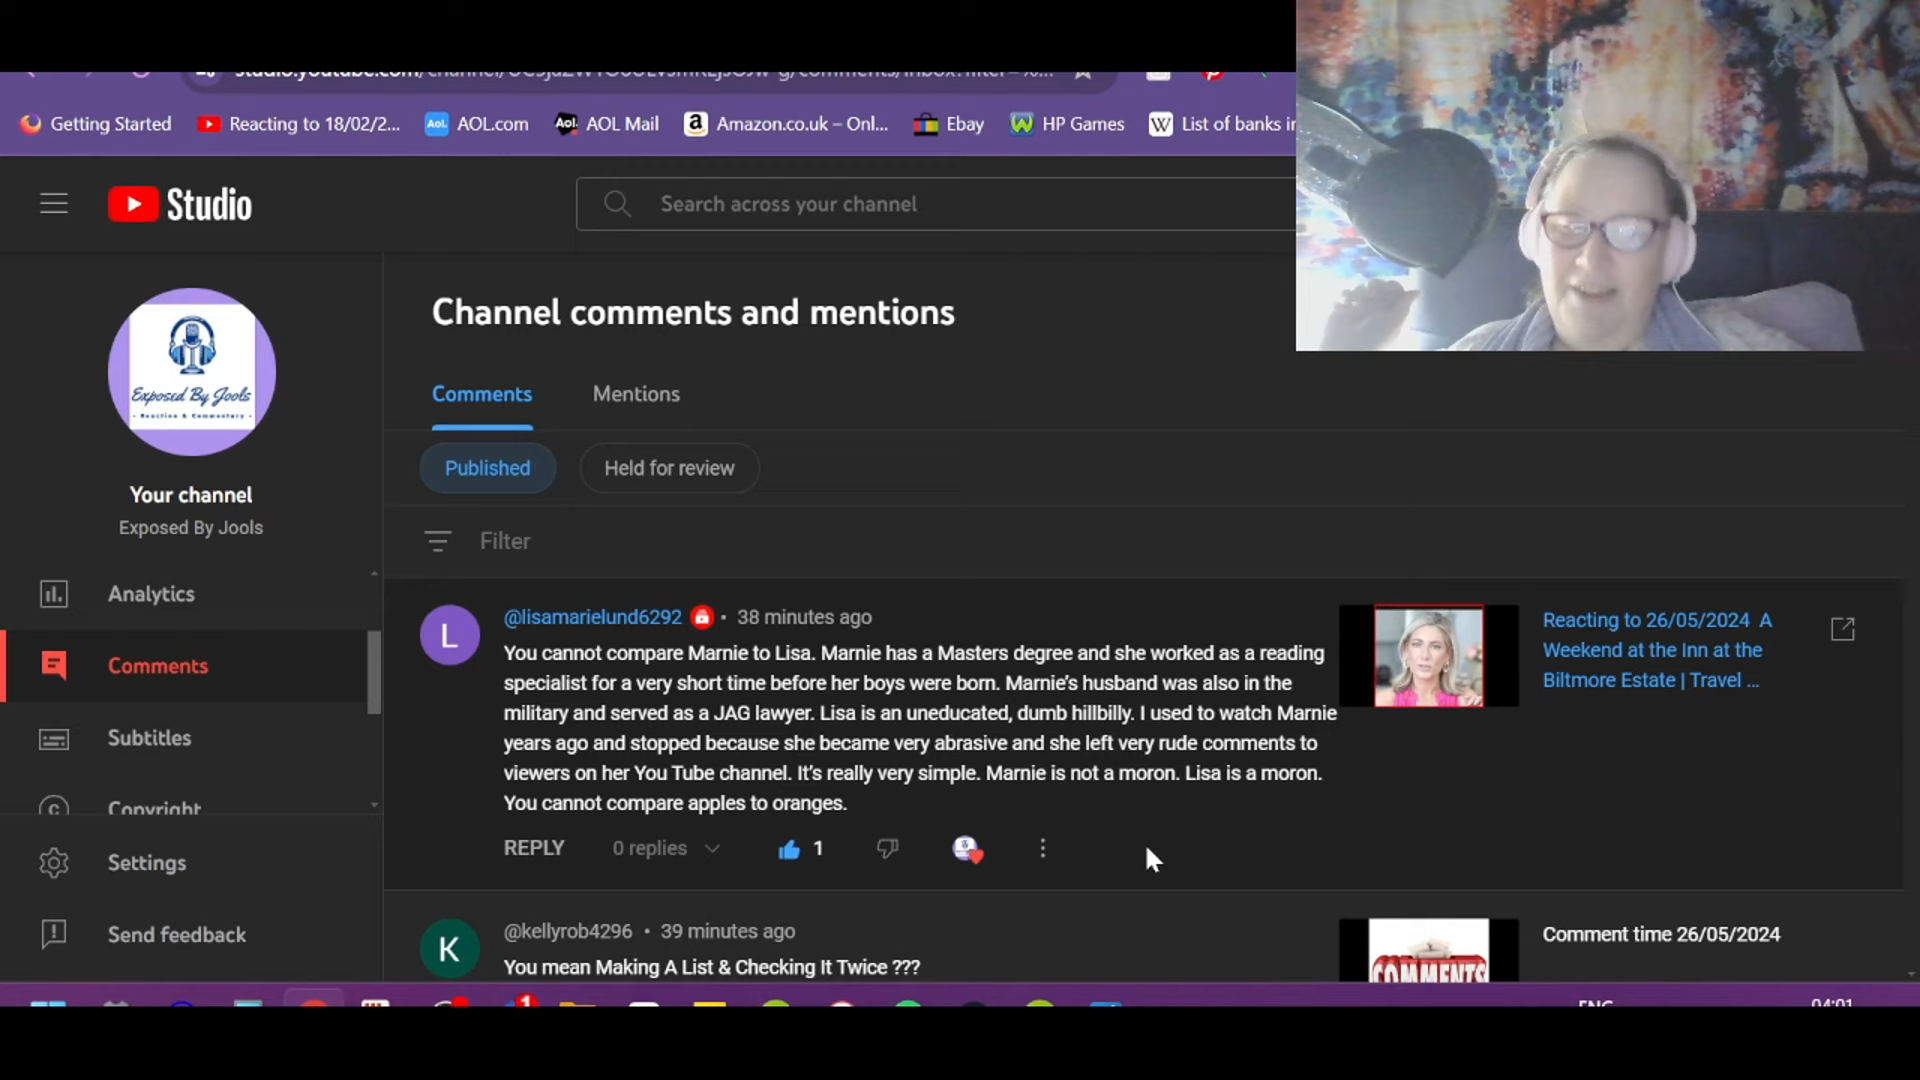 Getting Started
Reacting to 18/02/2...
Aol.
AOL.com
Aol.
AOL Mail
a
Amazon.co.uk – Onl...
Ebay
HP Games
W
List of banks in
Studio
Search across your channel
Exposed By Jools
- Reaction & Commentary -
Your channel
Exposed By Jools
Analytics
Comments
Subtitles
Copyright
Settings
Send feedback
Channel comments and mentions
Comments
Mentions
Published
Held for review
Filter
L
@lisamarielund6292 • 38 minutes ago
You cannot compare Marnie to Lisa. Marnie has a Masters degree and she worked as a reading
specialist for a very short time before her boys were born. Marnie's husband was also in the
military and served as a JAG lawyer. Lisa is an uneducated, dumb hillbilly. I used to watch Marnie
years ago and stopped because she became very abrasive and she left very rude comments to
viewers on her You Tube channel. It's really very simple. Marnie is not a moron. Lisa is a moron.
You cannot compare apples to oranges.
REPLY
0 replies
1
Reacting to 26/05/2024 A
Weekend at the Inn at the
Biltmore Estate | Travel ...
K
@kellyrob4296 • 39 minutes ago
You mean Making A List & Checking It Twice ???
COMMENTS
Comment time 26/05/2024
1
ENG
04:01